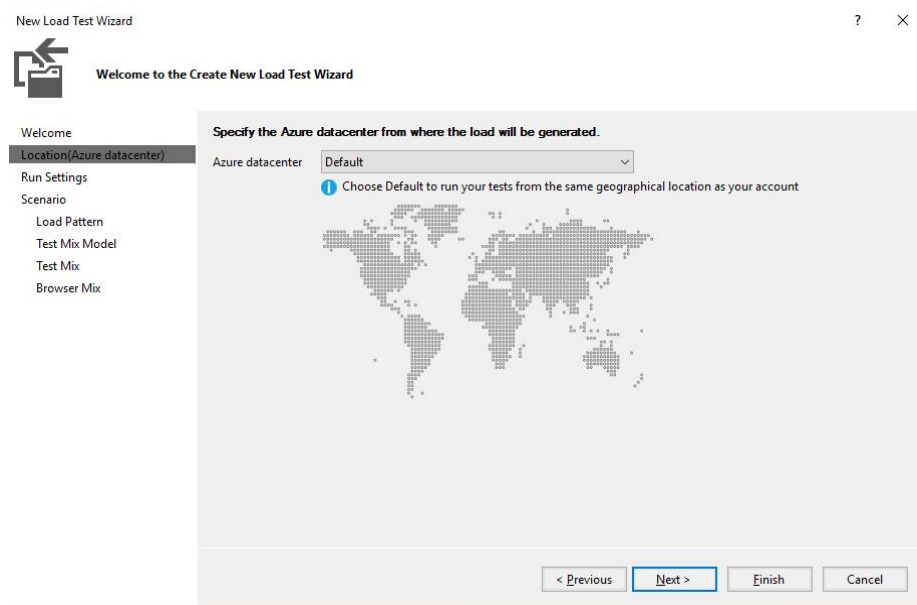 New Load Test Wizard
?
Welcome to the Create New Load Test Wizard
Welcome
Location(Azure datacenter)
Run Settings
Scenario
Load Pattern
Test Mix Model
Test Mix
Browser Mix
Specify the Azure datacenter from where the load will be generated.
Azure datacenter Default
Choose Default to run your tests from the same geographical location as your account
< Previous Next > Finish Cancel